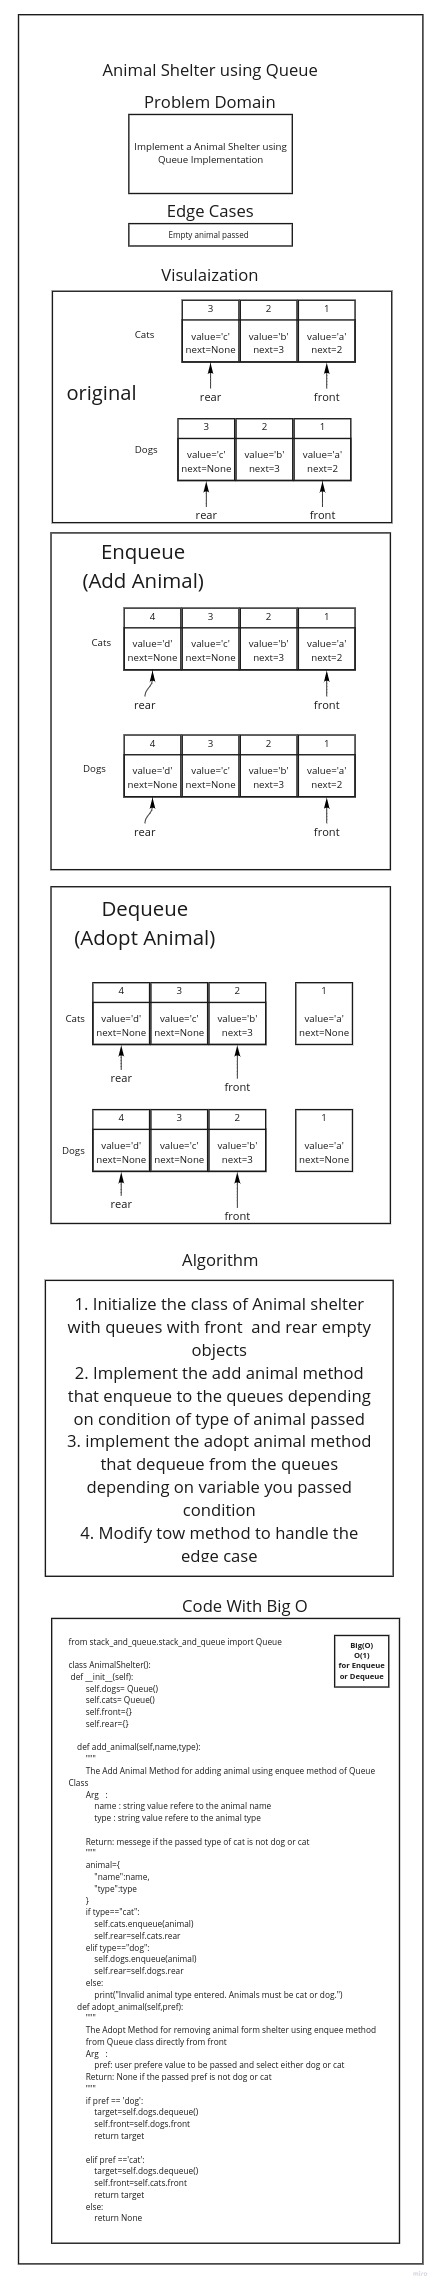 Animal Shelter using Queue
Problem Domain
Implement a Animal Shelter using
Queue Implementation
Edge Cases
Empty animal passed
Visulaization
3 2 1
Cats
value='c' value='b' value='a'
next=None next=3 next=2
original
rear front
3 2 1
Dogs
value='c' value='b' value='a'
next=None next=3 next=2
rear front
Enqueue
(Add Animal)
4 3 2 1
Cats
value='d' value='c' value='b' value='a'
next=None next=None next=3 next=2
rear front
4 3 2 1
Dogs
value='d' value='c' value='b' value='a'
next=None next=None next=3 next=2
rear front
Dequeue
(Adopt Animal)
4 3 2 1
Cats
value='d' value='c' value='b' value='a'
next=None next=None next=3 next=None
rear
front
4 3 2 1
Dogs
value='d' value='c' value='b' value='a'
next=None next=None next=3 next=None
rear
front
Algorithm
1. Initialize the class of Animal shelter
with queues with front and rear empty
objects
2. Implement the add animal method
that enqueue to the queues depending
on condition of type of animal passed
3. implement the adopt animal method
that dequeue from the queues
depending on variable you passed
condition
4. Modify tow method to handle the
edge case
Code With Big O
Big(O)
O(1)
for Enqueue
or Dequeue
from stack_and_queue.stack_and_queue import Queue
class AnimalShelter():
def __init__(self):
self.dogs= Queue()
self.cats= Queue()
self.front={}
self.rear={}
def add_animal(self,name,type):
"""
The Add Animal Method for adding animal using enquee method of Queue
Class
Arg :
name : string value refere to the animal name
type : string value refere to the animal type
Return: messege if the passed type of cat is not dog or cat
"""
animal={
"name":name,
"type":type
}
if type=="cat":
self.cats.enqueue(animal)
self.rear=self.cats.rear
elif type=="dog":
self.dogs.enqueue(animal)
self.rear=self.dogs.rear
else:
print("Invalid animal type entered. Animals must be cat or dog.")
def adopt_animal(self,pref):
"""
The Adopt Method for removing animal form shelter using enquee method
from Queue class directly from front
Arg :
pref: user prefere value to be passed and select either dog or cat
Return: None if the passed pref is not dog or cat
"""
if pref == 'dog':
target=self.dogs.dequeue()
self.front=self.dogs.front
return target
elif pref =='cat':
target=self.dogs.dequeue()
self.front=self.cats.front
return target
else:
return None
miro